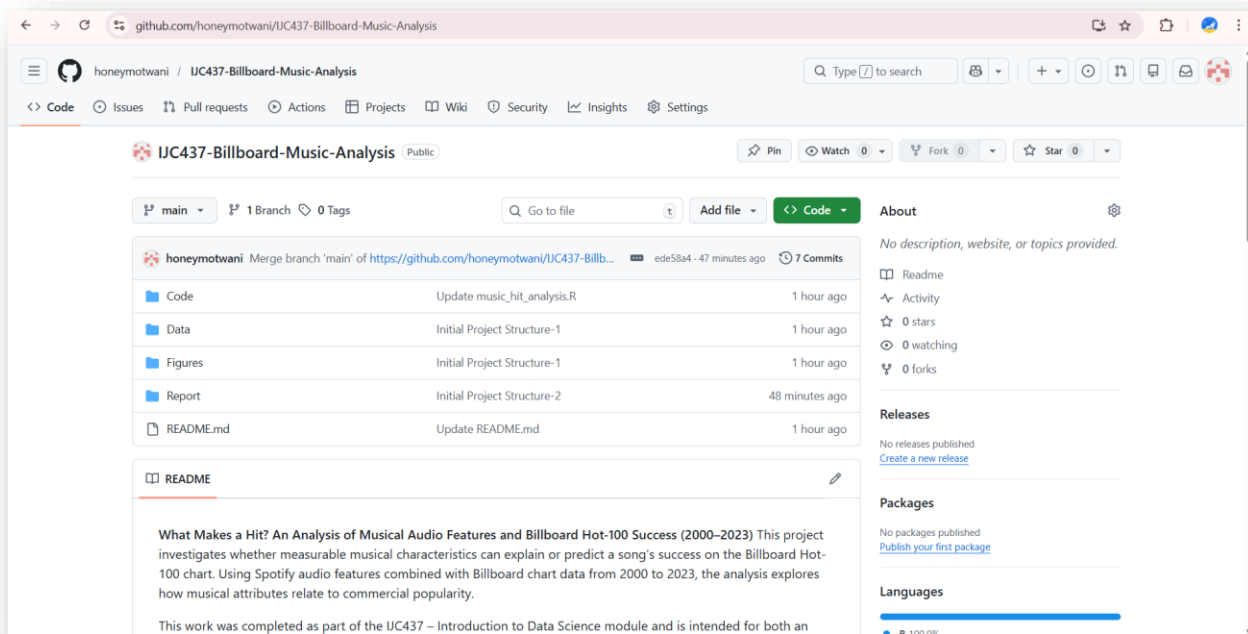 github.com/honeymotwani/IJC437-Billboard-Music-Analysis
honeymotwani / IJC437-Billboard-Music-Analysis
Type / to search
Code Issues Pull requests Actions Projects Wiki Security Insights Settings
IJC437-Billboard-Music-Analysis Public
Pin Watch 0 Fork 0 Star 0
main 1 Branch 0 Tags Go to file t Add file Code
honeymotwani Merge branch 'main' of https://github.com/honeymotwani/IJC437-Billb... ede58a4 · 47 minutes ago 7 Commits
Code Update music_hit_analysis.R 1 hour ago
Data Initial Project Structure-1 1 hour ago
Figures Initial Project Structure-1 1 hour ago
Report Initial Project Structure-2 48 minutes ago
README.md Update README.md 1 hour ago
README
What Makes a Hit? An Analysis of Musical Audio Features and Billboard Hot-100 Success (2000–2023) This project
investigates whether measurable musical characteristics can explain or predict a song's success on the Billboard Hot-
100 chart. Using Spotify audio features combined with Billboard chart data from 2000 to 2023, the analysis explores
how musical attributes relate to commercial popularity.
This work was completed as part of the IJC437 – Introduction to Data Science module and is intended for both an
About
No description, website, or topics provided.
Readme
Activity
0 stars
0 watching
0 forks
Releases
No releases published
Create a new release
Packages
No packages published
Publish your first package
Languages
R 100.0%